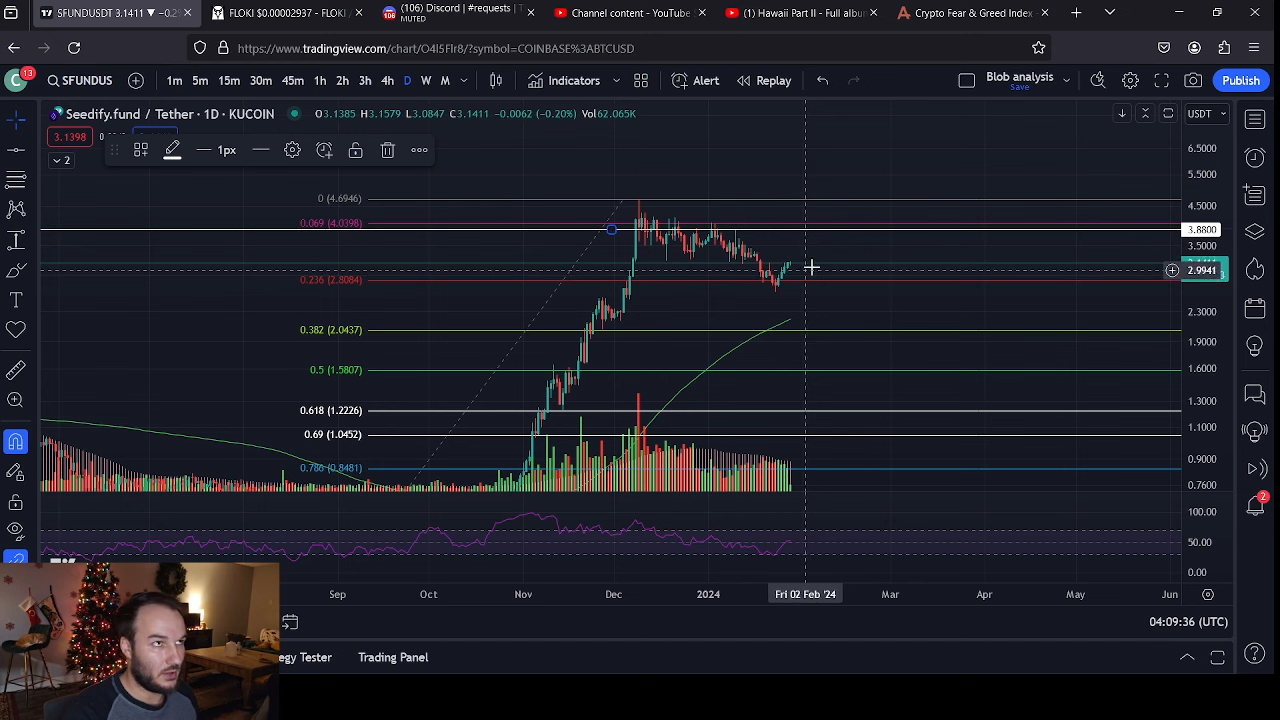 SFUNDUSDT 3.1411 ▼ −0.2
FLOKI $0.00002937 - FLOKI /
(106) Discord | #requests | T
MUTED
Channel content - YouTube S
(1) Hawaii Part II - Full albu
Crypto Fear & Greed Index -
https://www.tradingview.com/chart/O4I5FIr8/?symbol=COINBASE%3ABTCUSD
C 13
SFUNDUS
1m 5m 15m 30m 45m 1h 2h 3h 4h D W M
Indicators
Alert
Replay
Blob analysis
Save
Publish
Seedify.fund / Tether · 1D · KUCOIN
O3.1385 H3.1579 L3.0847 C3.1411 −0.0062 (−0.20%) Vol62.065K
USDT
3.1398
1px
2
6.5000
5.5000
0 (4.6946)
4.5000
0.069 (4.0398)
3.8800
3.5000
2.9941
0.236 (2.8084)
2.3000
0.382 (2.0437)
1.9000
0.5 (1.5807)
1.6000
0.618 (1.2226)
1.3000
0.69 (1.0452)
1.1000
0.786 (0.8481)
0.9000
0.7600
100.00
2
50.00
0.00
Sep Oct Nov Dec 2024 Fri 02 Feb '24 Mar Apr May Jun
04:09:36 (UTC)
egy Tester
Trading Panel